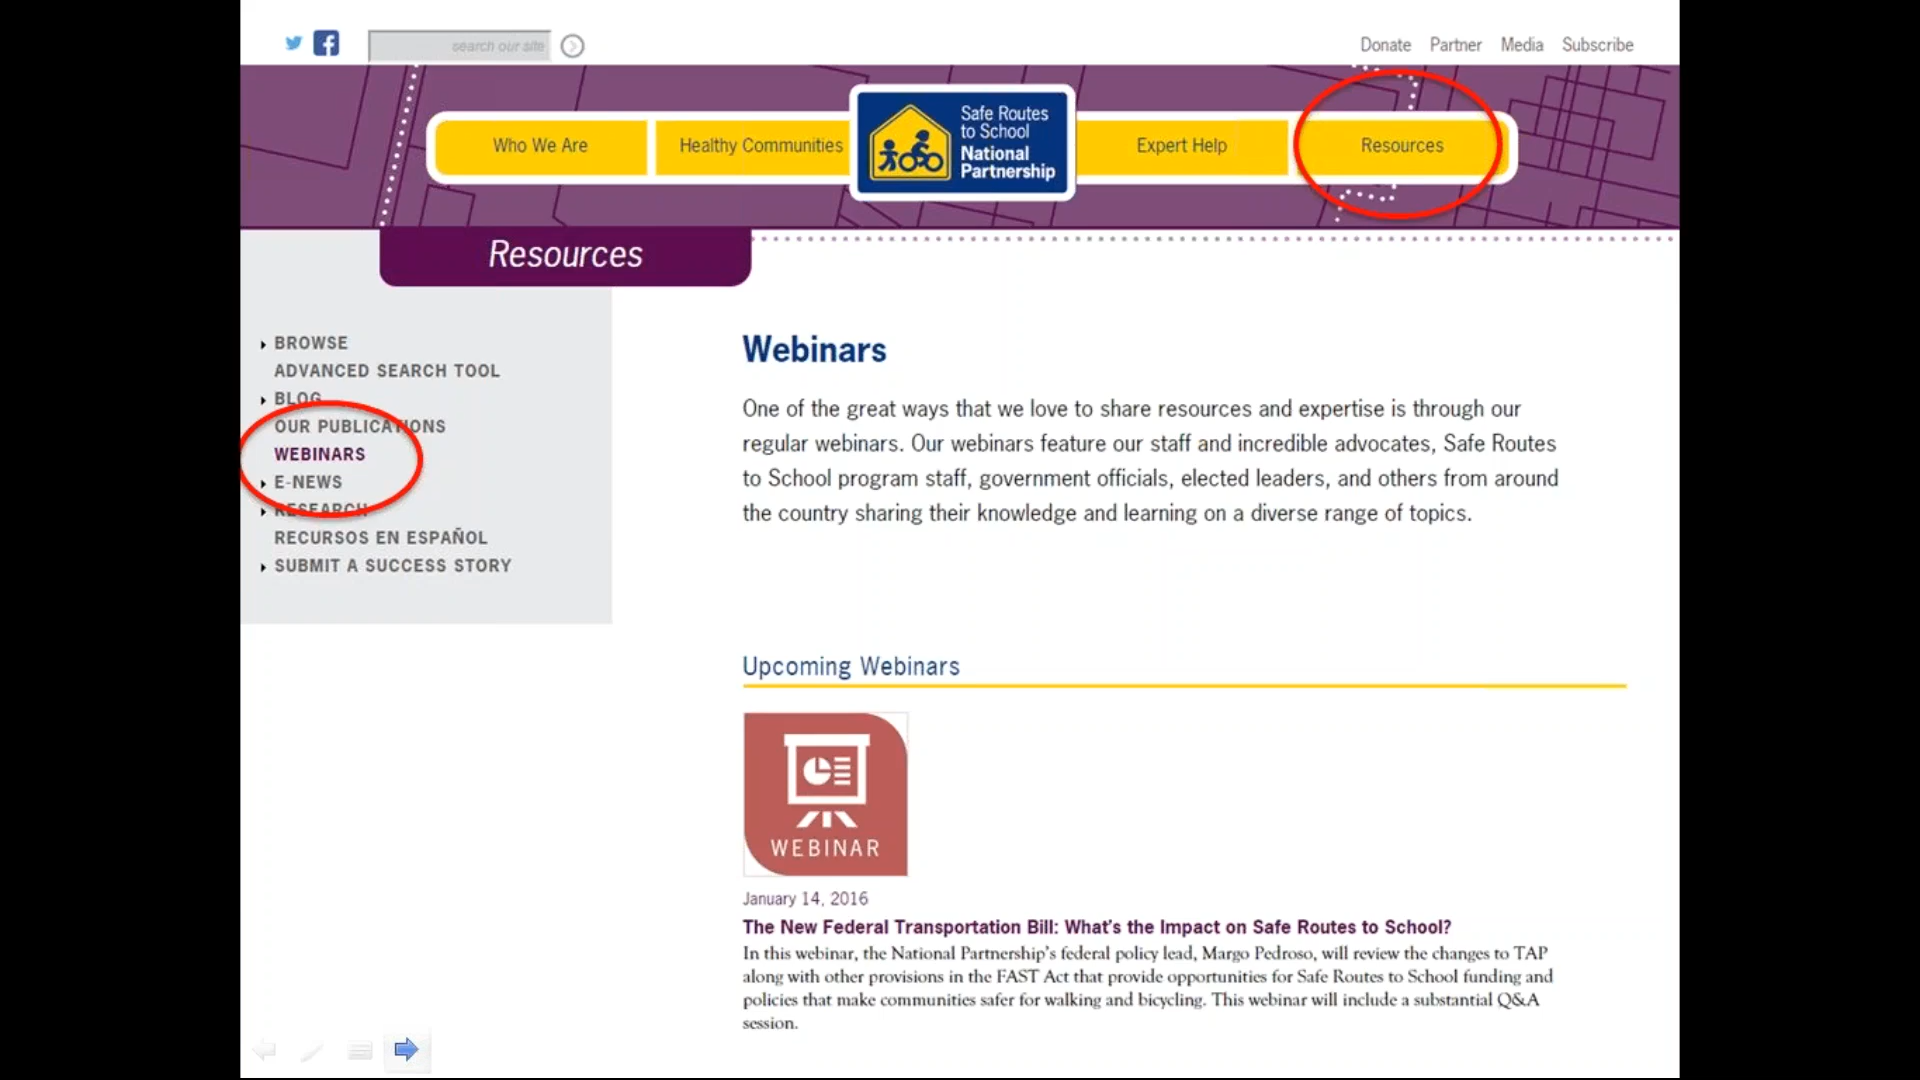 search our site
Donate Partner Media Subscribe
Who We Are
Healthy Communities
Safe Routes
to School
National
Partnership
Expert Help
Resources
Resources
BROWSE
ADVANCED SEARCH TOOL
BLOG
OUR PUBLICATIONS
WEBINARS
E-NEWS
RESEARCH
RECURSOS EN ESPAÑOL
SUBMIT A SUCCESS STORY
Webinars
One of the great ways that we love to share resources and expertise is through our
regular webinars. Our webinars feature our staff and incredible advocates, Safe Routes
to School program staff, government officials, elected leaders, and others from around
the country sharing their knowledge and learning on a diverse range of topics.
Upcoming Webinars
WEBINAR
January 14, 2016
The New Federal Transportation Bill: What's the Impact on Safe Routes to School?
In this webinar, the National Partnership's federal policy lead, Margo Pedroso, will review the changes to TAP
along with other provisions in the FAST Act that provide opportunities for Safe Routes to School funding and
policies that make communities safer for walking and bicycling. This webinar will include a substantial Q&A
session.